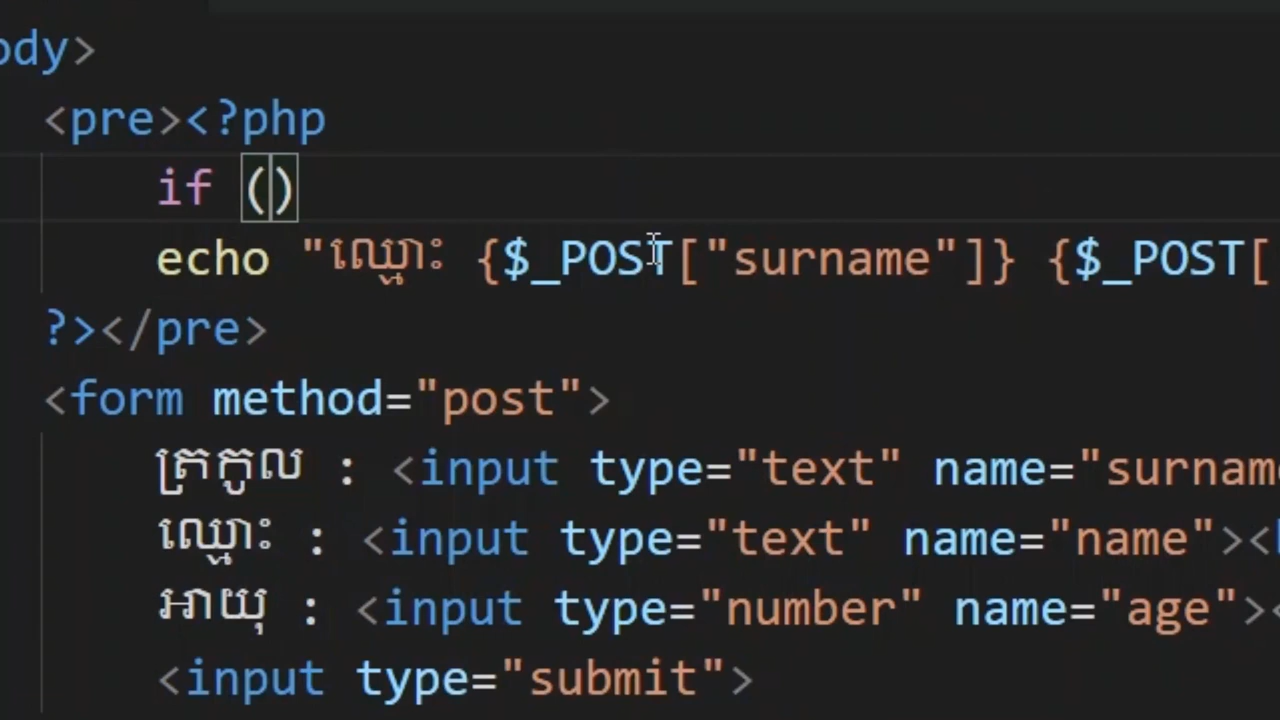 ody>
<pre><?php
if ()
echo "ឈ្មោះ {$_POST["surname"]} {$_POST[
?></pre>
<form method="post">
ត្រកូល : <input type="text" name="surnam
ឈ្មោះ : <input type="text" name="name"><
អាយុ : <input type="number" name="age"><
<input type="submit">